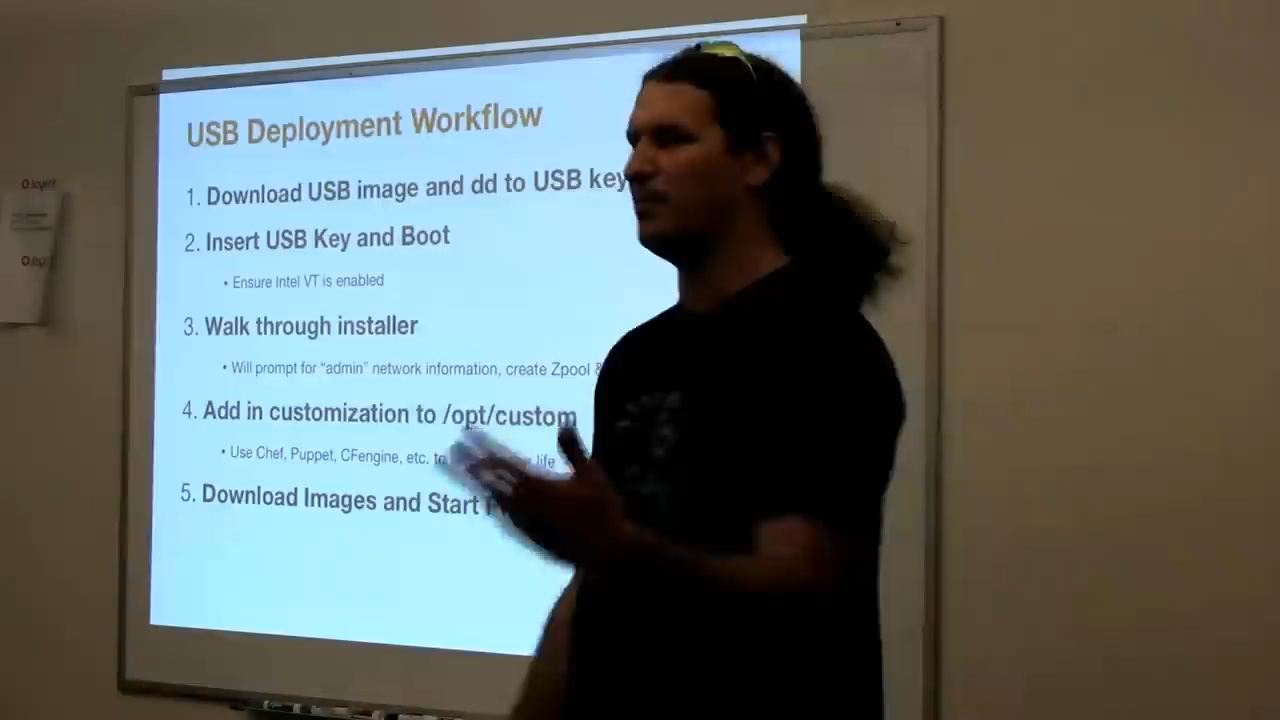 USB Deployment Workflow
1. Download USB image and dd to USB key
2. Insert USB Key and Boot
• Ensure Intel VT is enabled
3. Walk through installer
• Will prompt for “admin” network information, create Zpool &
4. Add in customization to /opt/custom
• Use Chef, Puppet, CFengine, etc. to life
5. Download Images and Start